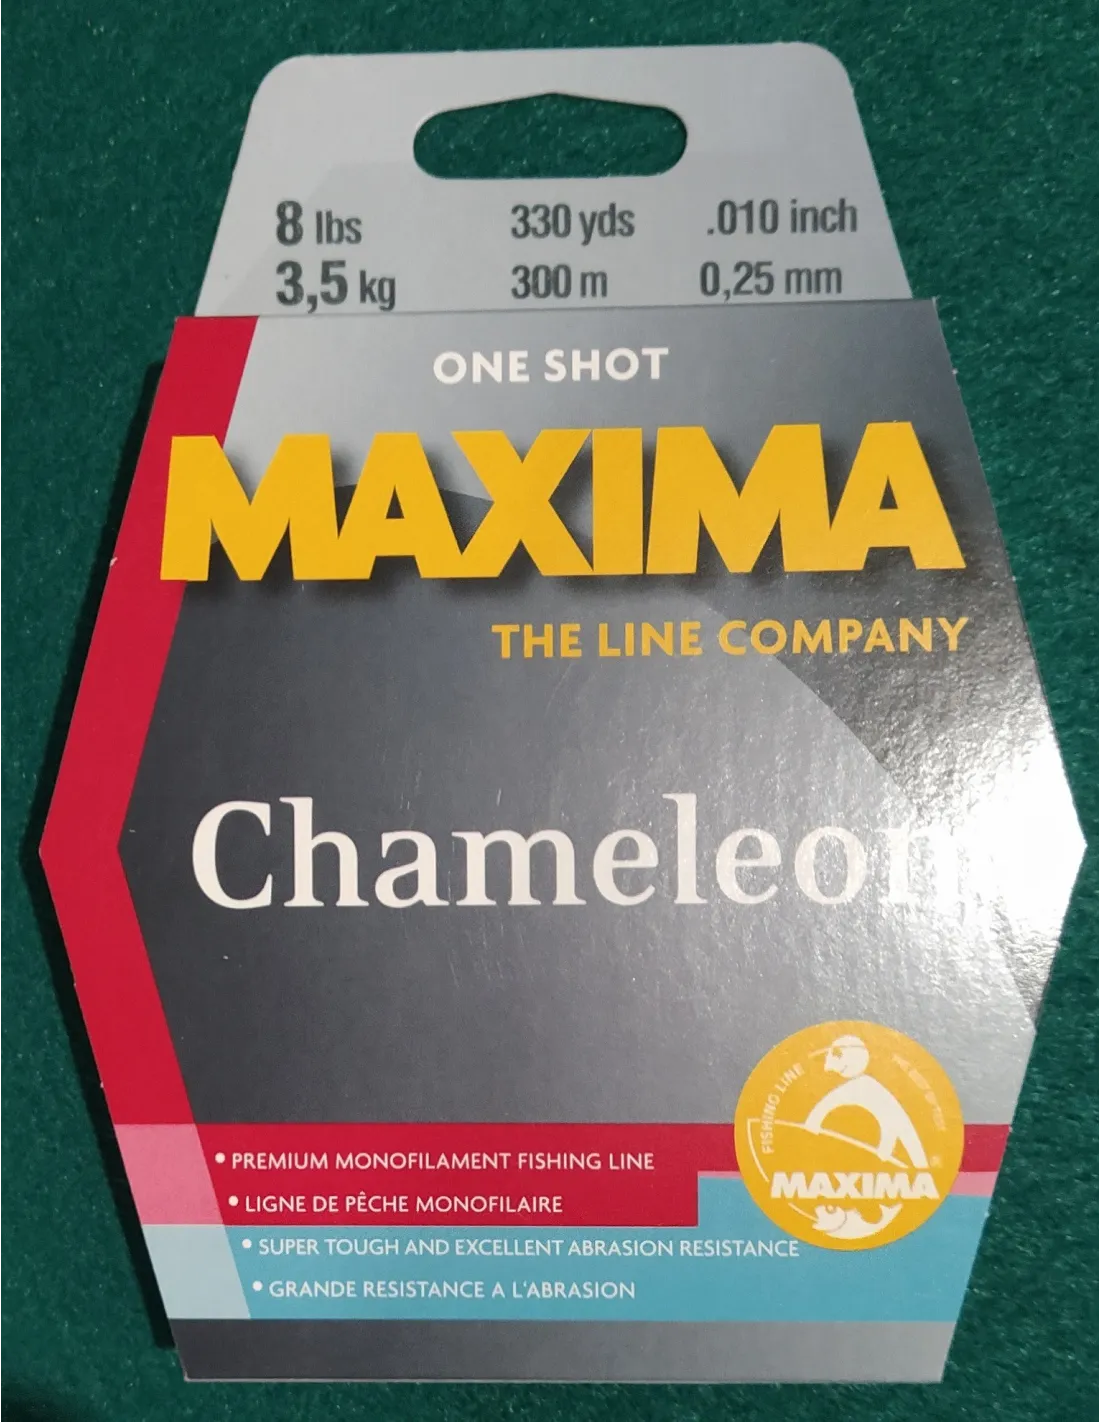 8 lbs 330 yds .010 inch
3,5 kg 300 m 0,25 mm
ONE SHOT
MAXIMA
THE LINE COMPANY
Chameleon
• PREMIUM MONOFILAMENT FISHING LINE
• LIGNE DE PÊCHE MONOFILAIRE
• SUPER TOUGH AND EXCELLENT ABRASION RESISTANCE
• GRANDE RESISTANCE A L'ABRASION
FISHING LINE
MAXIMA